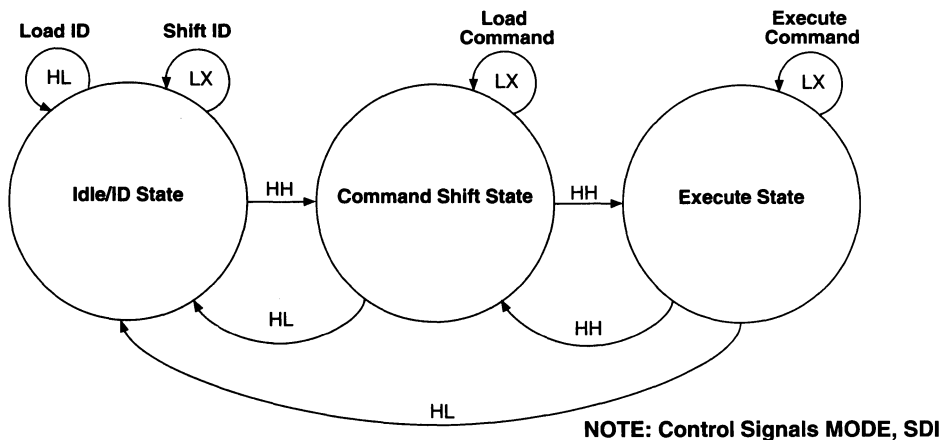 Load ID
HL
Shift ID
LX
Load
Command
LX
Execute
Command
LX
Idle/ID State
HH
Command Shift State
HH
Execute State
HL
HH
HL
NOTE: Control Signals MODE, SDI